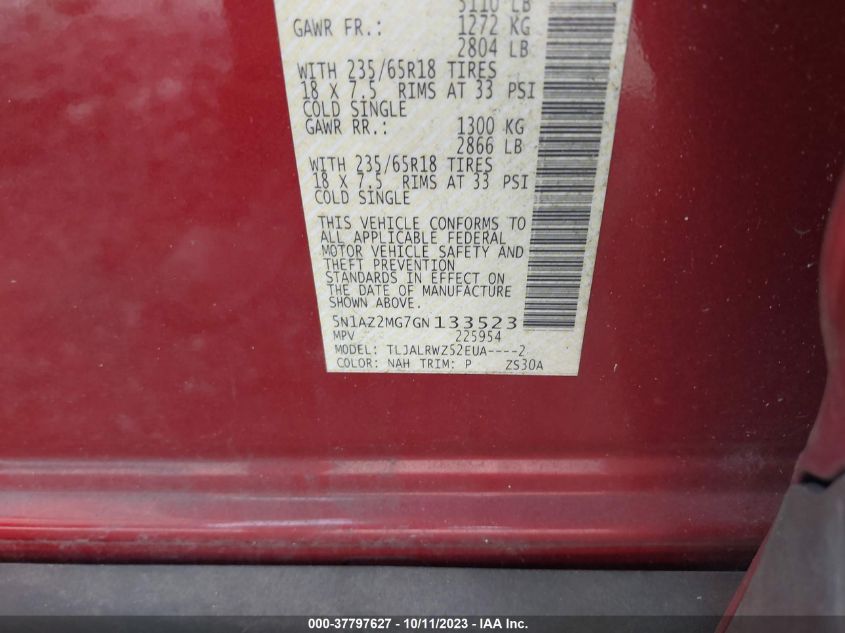 5110 LB
GAWR FR.: 1272 KG
2804 LB
WITH 235/65R18 TIRES
18 X 7.5 RIMS AT 33 PSI
COLD SINGLE
GAWR RR.: 1300 KG
2866 LB
WITH 235/65R18 TIRES
18 X 7.5 RIMS AT 33 PSI
COLD SINGLE
THIS VEHICLE CONFORMS TO
ALL APPLICABLE FEDERAL
MOTOR VEHICLE SAFETY AND
THEFT PREVENTION
STANDARDS IN EFFECT ON
THE DATE OF MANUFACTURE
SHOWN ABOVE.
5N1AZ2MG7GN133523
MPV 225954
MODEL: TLJALRWZ52EUA----2
COLOR: NAH TRIM: P ZS30A
000-37797627 - 10/11/2023 - IAA Inc.